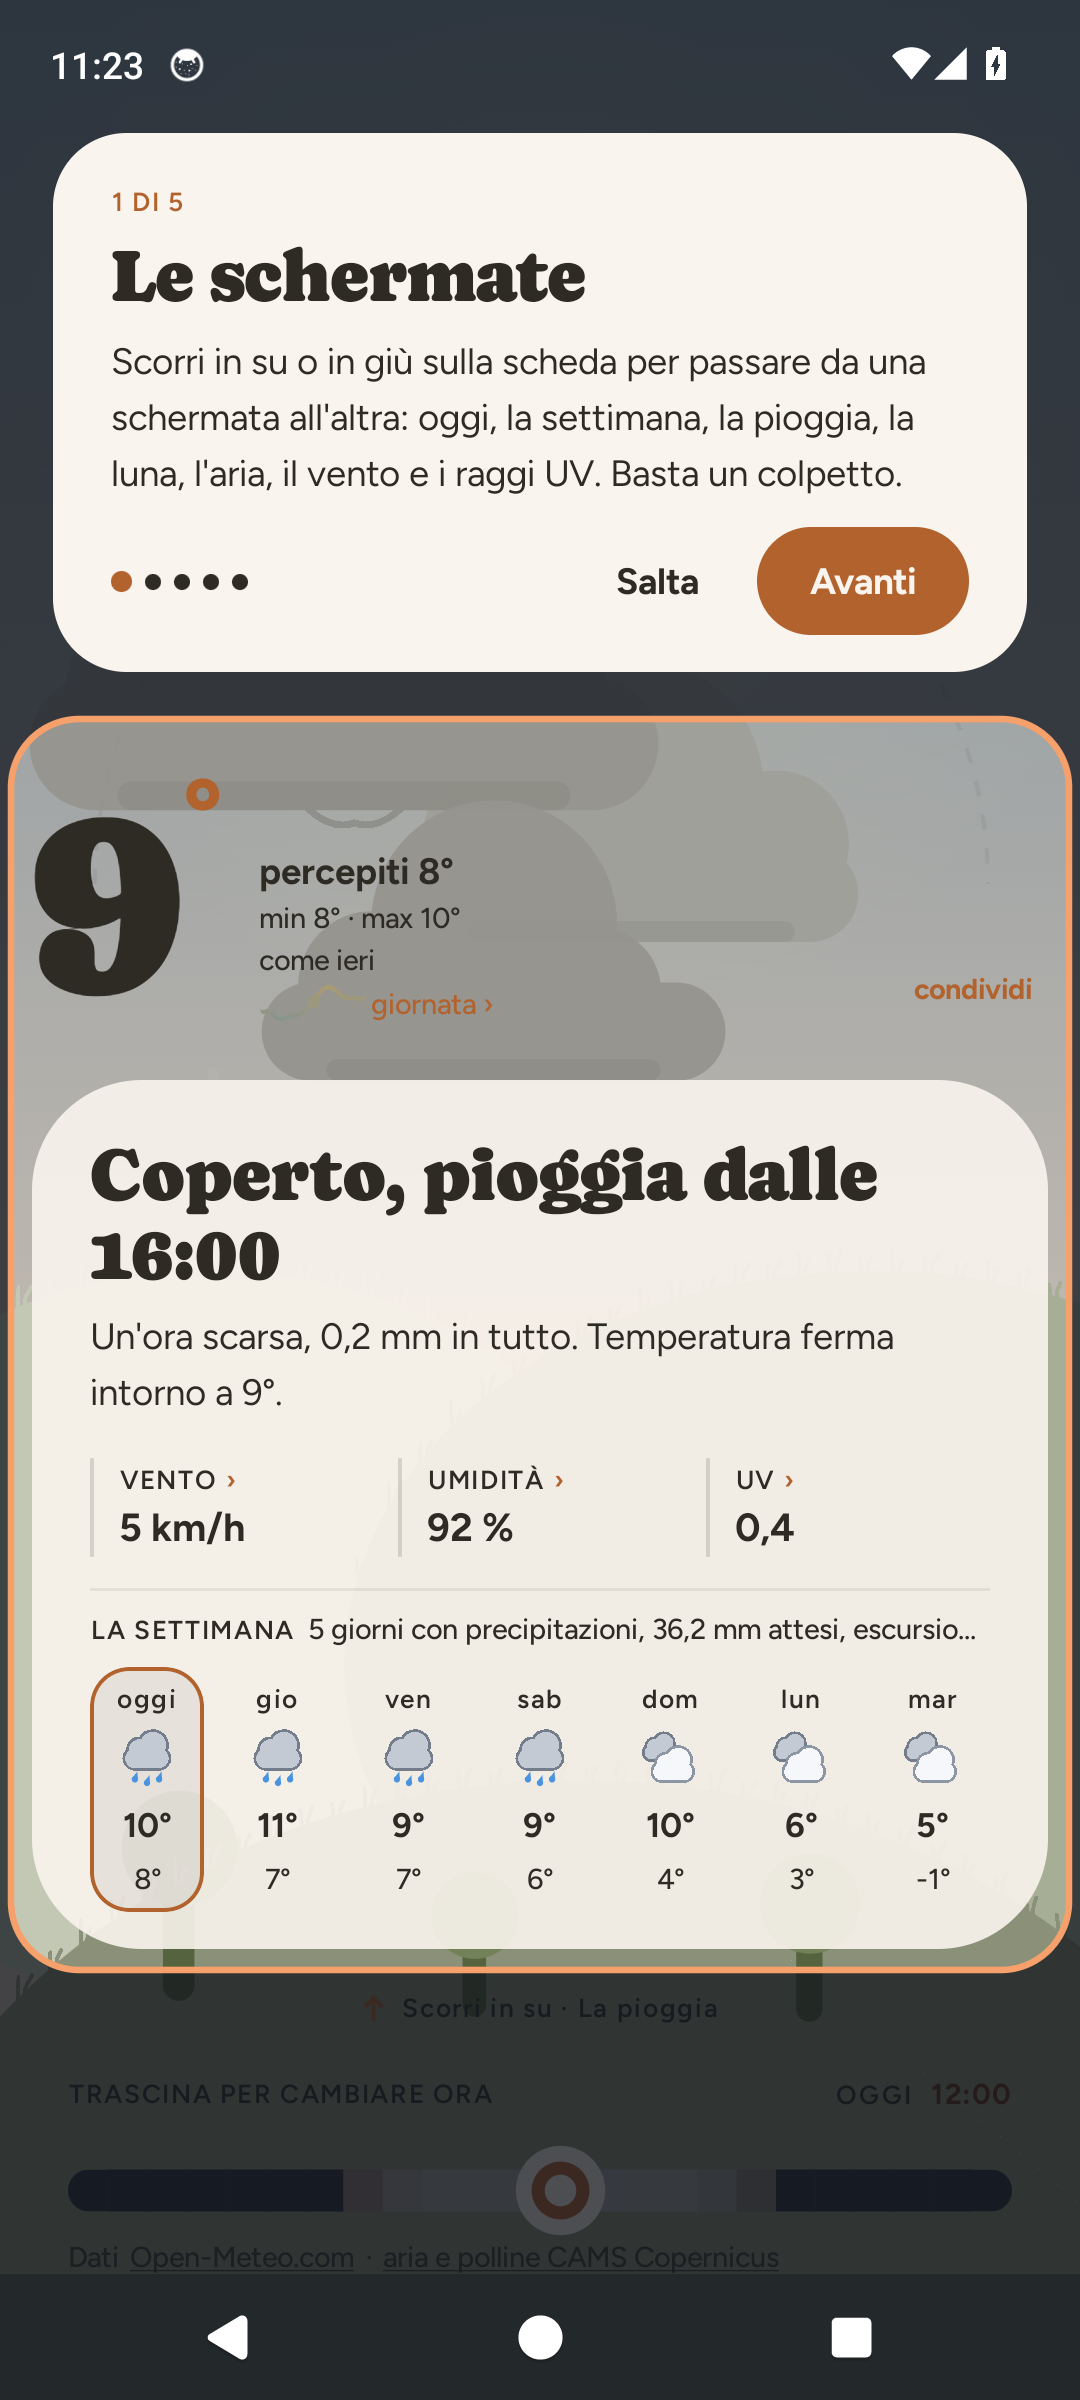 11:23
1 DI 5
Le schermate
Scorri in su o in giù sulla scheda per passare da una
schermata all'altra: oggi, la settimana, la pioggia, la
luna, l'aria, il vento e i raggi UV. Basta un colpetto.
Salta
Avanti
9°
percepiti 8°
min 8° · max 10°
come ieri
giornata ›
condividi
Coperto, pioggia dalle
16:00
Un'ora scarsa, 0,2 mm in tutto. Temperatura ferma
intorno a 9°.
VENTO › UMIDITÀ › UV ›
5 km/h 92 % 0,4
LA SETTIMANA 5 giorni con precipitazioni, 36,2 mm attesi, escursio...
oggi gio ven sab dom lun mar
10° 11° 9° 9° 10° 6° 5°
8° 7° 7° 6° 4° 3° -1°
↑ Scorri in su · La pioggia
TRASCINA PER CAMBIARE ORA OGGI 12:00
Dati Open-Meteo.com · aria e polline CAMS Copernicus